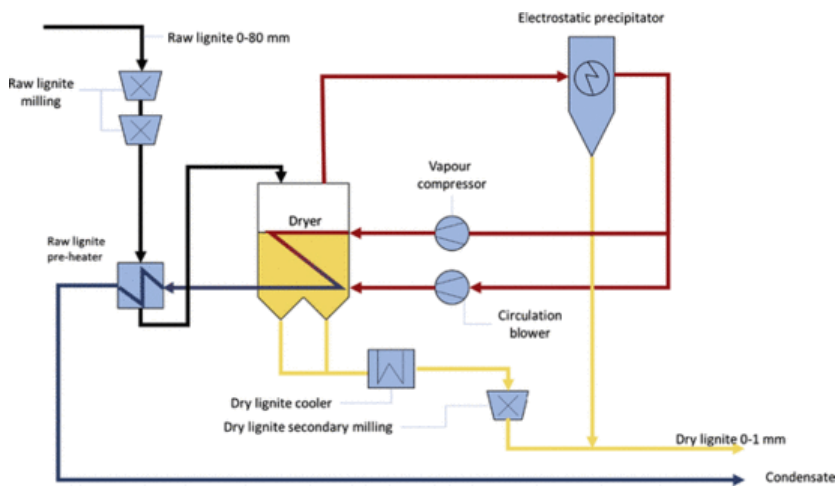 Electrostatic precipitator
Raw lignite 0-80 mm
Raw lignite
milling
Vapour
compressor
Dryer
Raw lignite
pre-heater
Circulation
blower
Dry lignite cooler
Dry lignite secondary milling
Dry lignite 0-1 mm
Condensate